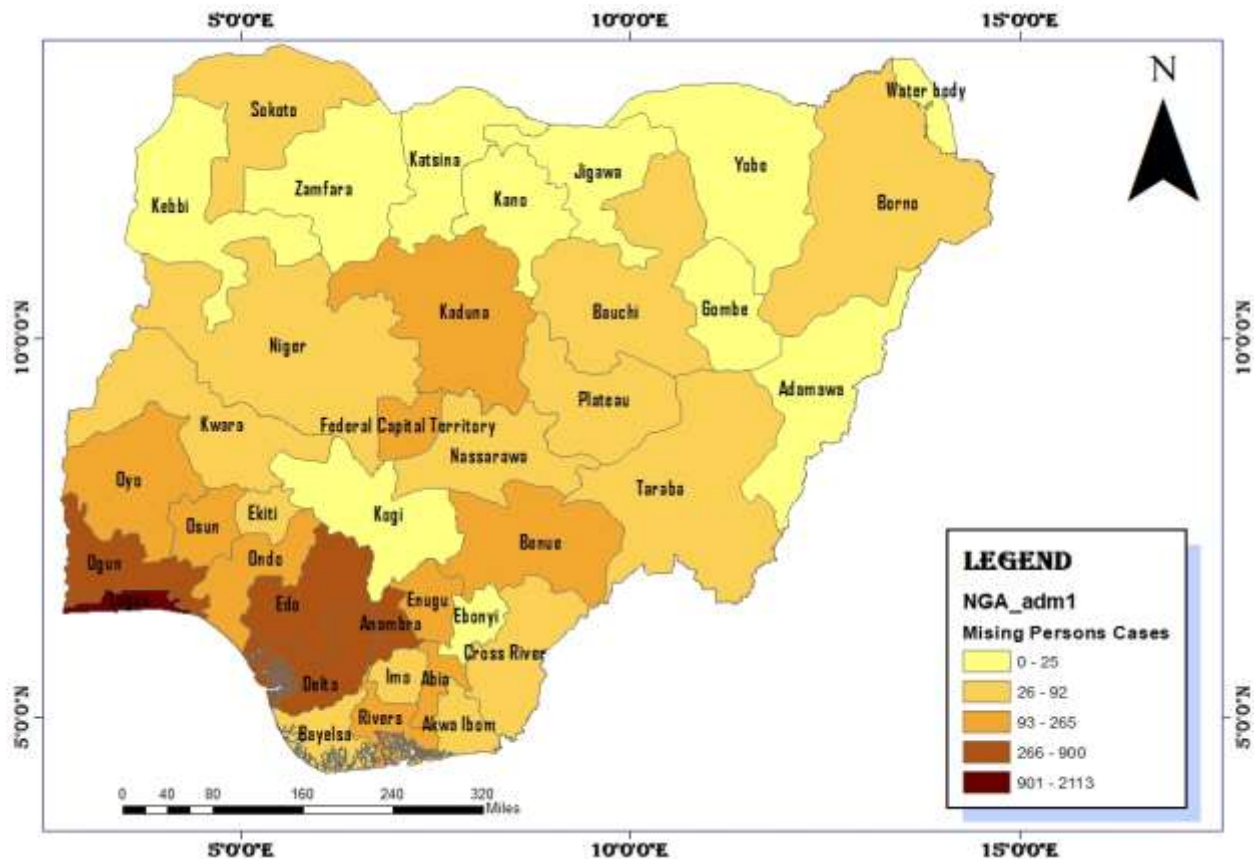 5°0'0"E 10°0'0"E 15°0'0"E
N
Water body
Sokoto
Katsina
Yobe
Jigawa
Zamfara
Kano
Kebbi
Borno
Kaduna
Bauchi
Gombe
Niger
10°0'0"N 10°0'0"N
Adamawa
Plateau
Kwara
Federal Capital Territory
Nassarawa
Oyo
Taraba
Ekiti
Kogi
Osun
Benue
Ondo
Ogun
Edo
Enugu
Ebonyi
Anambra
Cross River
Imo Abia
Delta
Rivers
Akwa Ibom
Bayelsa
5°0'0"N 5°0'0"N
LEGEND
NGA_adm1
Mising Persons Cases
0 - 25
26 - 92
93 - 265
266 - 900
901 - 2113
0 40 80 160 240 320
Miles
5°0'0"E 10°0'0"E 15°0'0"E